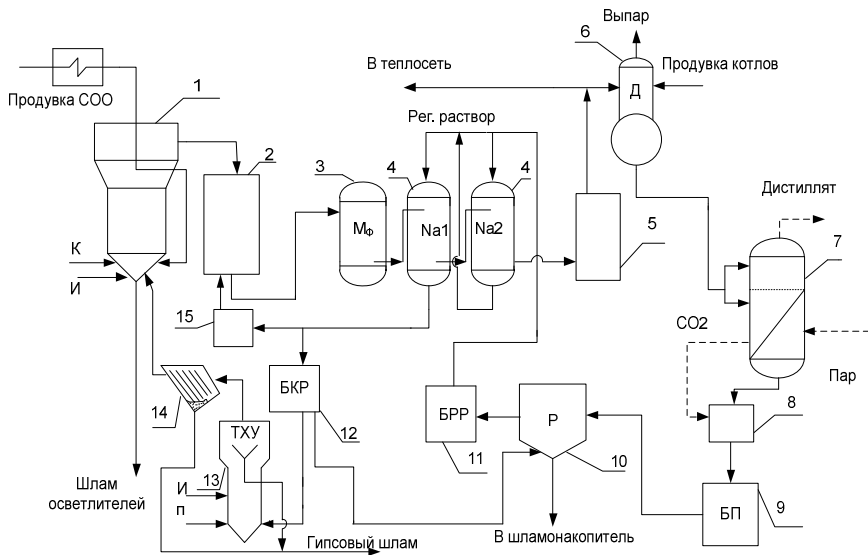 Выпар
6
В теплосеть
Продувка котлов
Д
Продувка СОО
1
Рег. раствор
2
3
4
4
Дистиллят
МФ
Na1
Na2
5
7
К
И
15
СО2
Пар
БКР
БРР
Р
8
14
12
ТХУ
11
10
13
БП
9
Шлам
осветлителей
И
п
Гипсовый шлам
В шламонакопитель